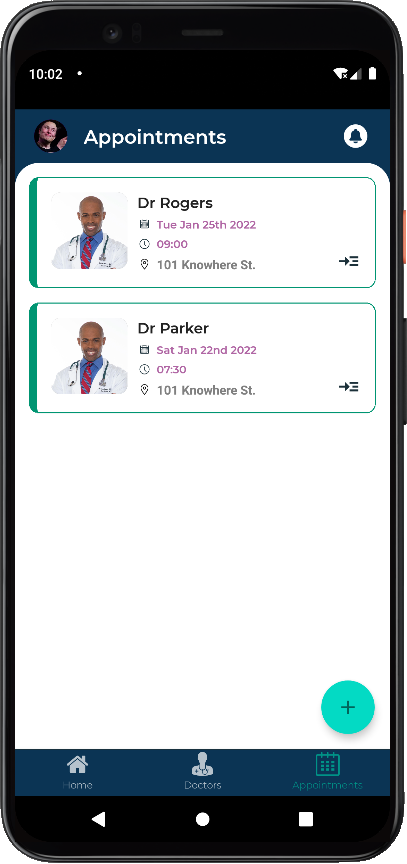 10:02
Appointments
Dr Rogers
Tue Jan 25th 2022
09:00
101 Knowhere St.
Dr Parker
Sat Jan 22nd 2022
07:30
101 Knowhere St.
+
Home
Doctors
Appointments